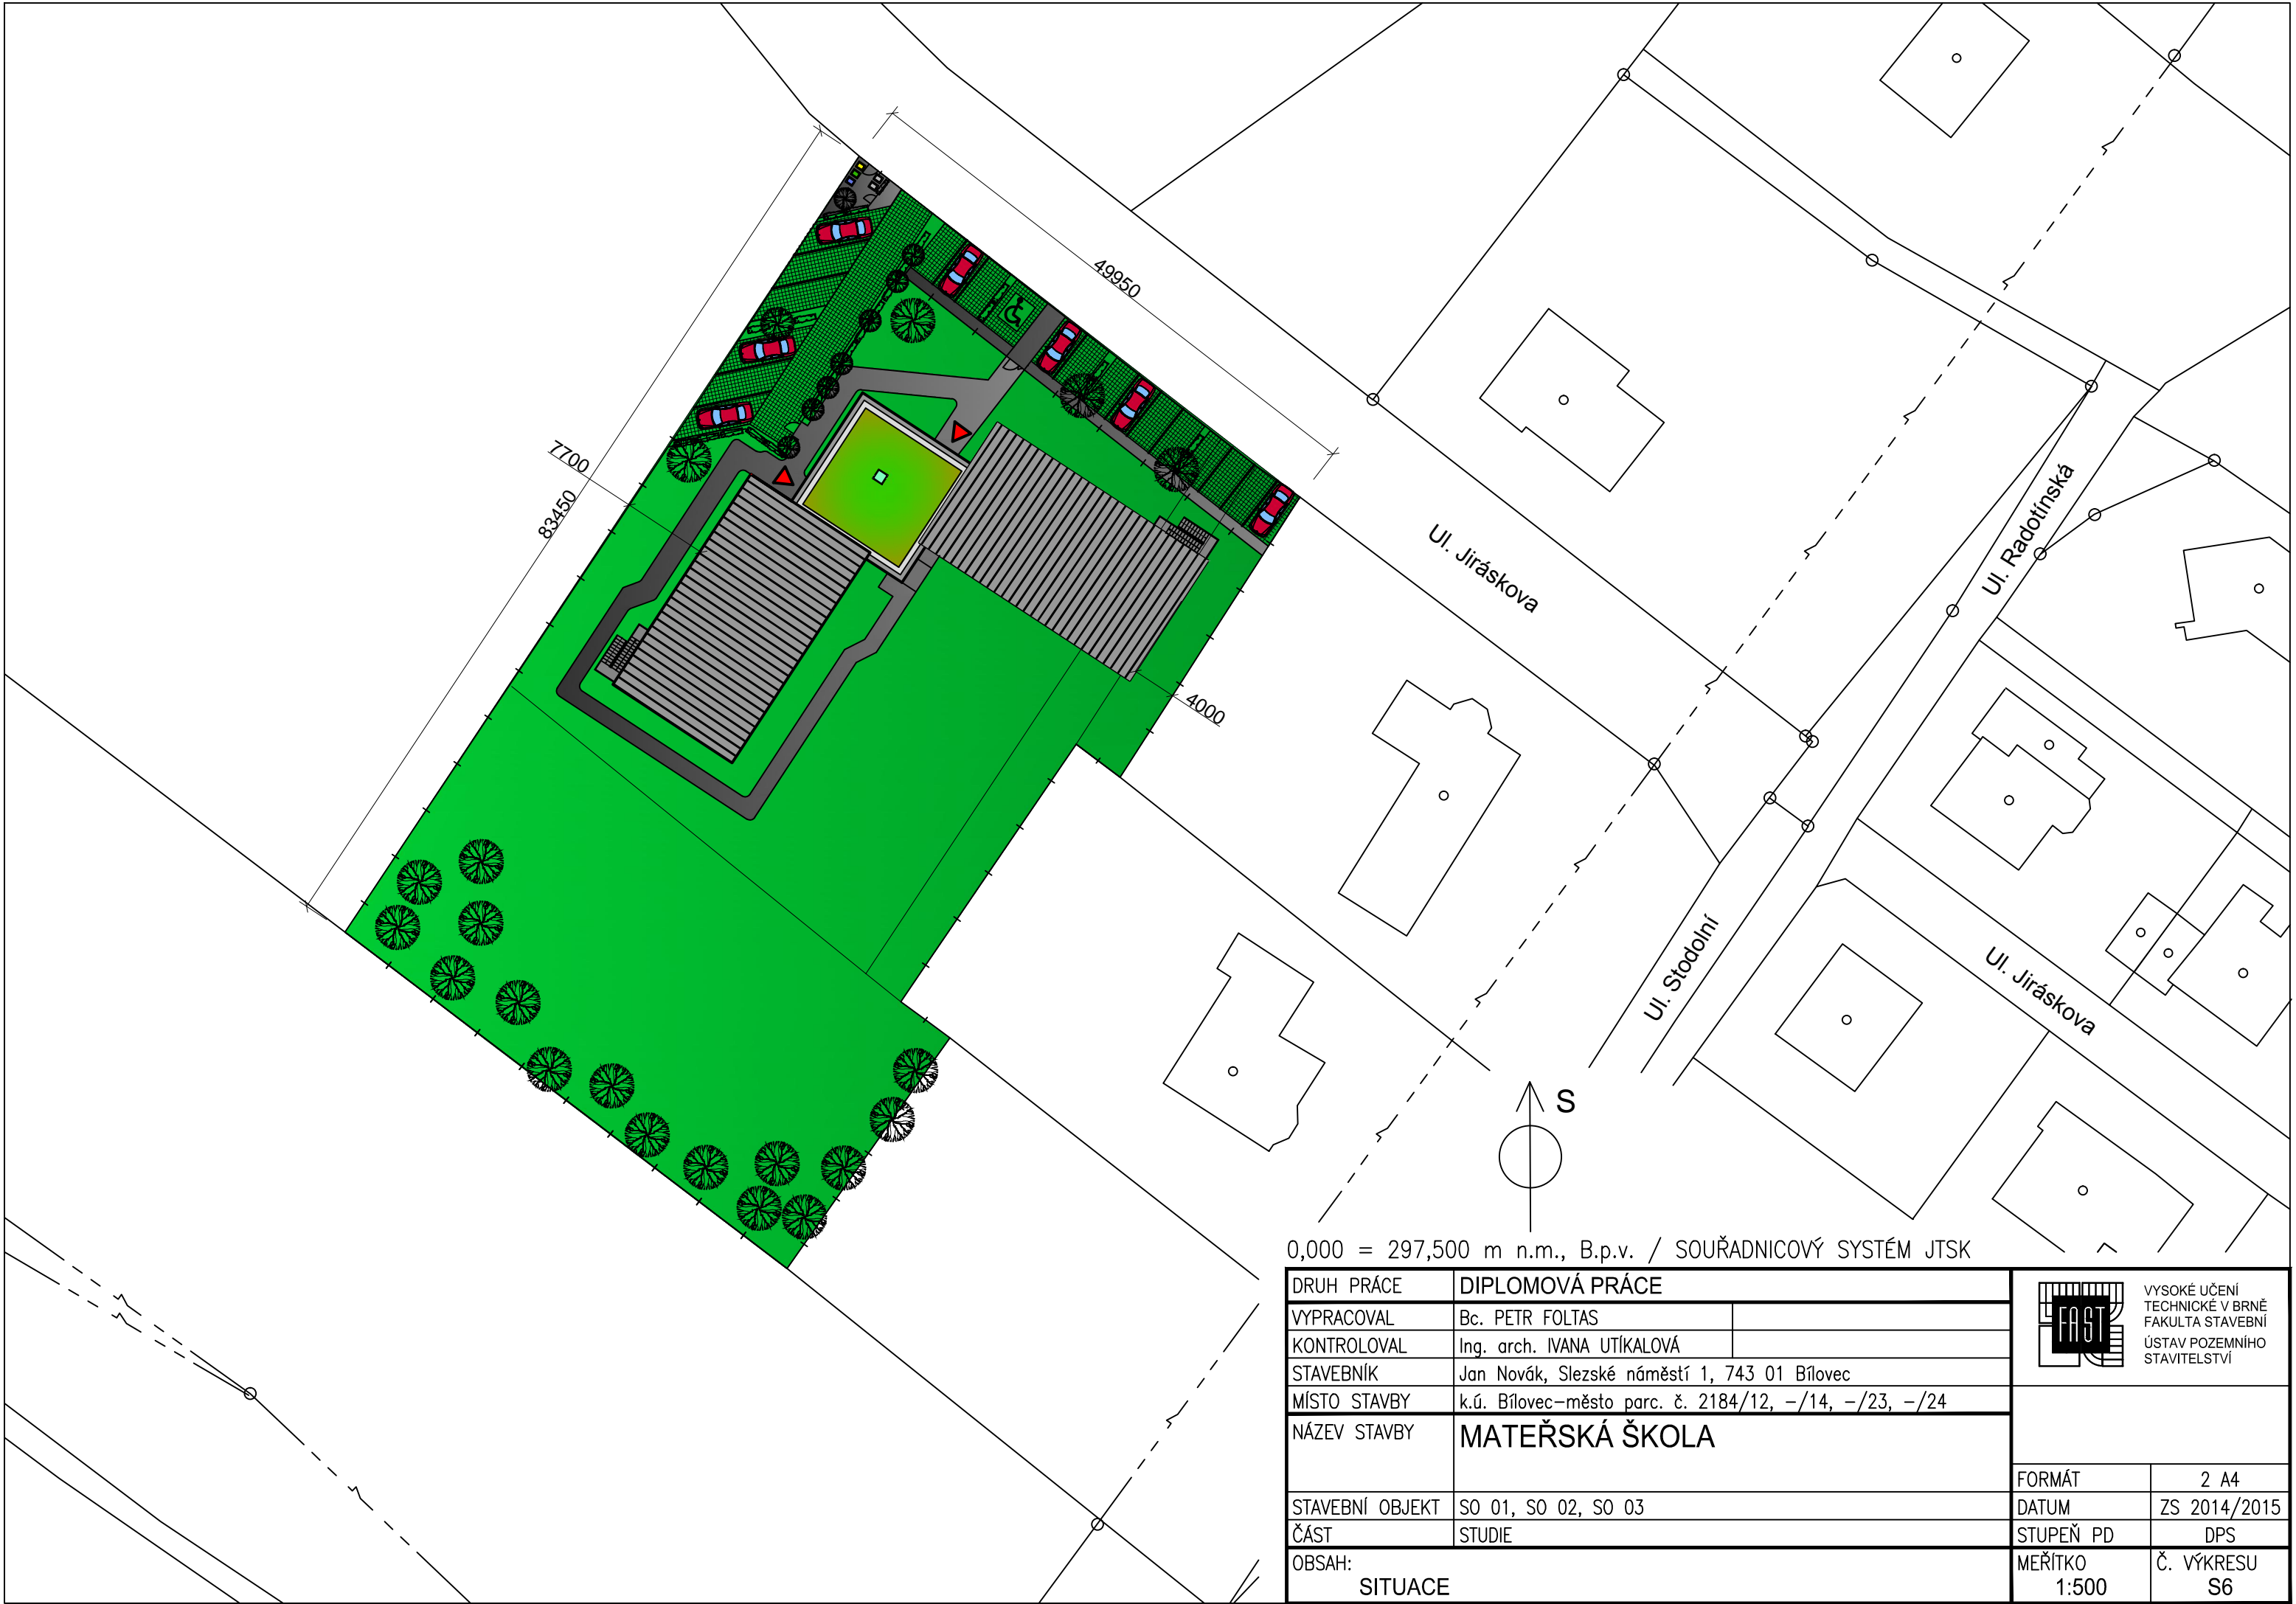 49950
7700
83450
4000
Ul. Jiráskova
Ul. Radotínská
Ul. Stodolní
Ul. Jiráskova
S
0,000 = 297,500 m n.m., B.p.v. / SOUŘADNICOVÝ SYSTÉM JTSK
DRUH PRÁCE DIPLOMOVÁ PRÁCE
VYPRACOVAL Bc. PETR FOLTAS
KONTROLOVAL Ing. arch. IVANA UTÍKALOVÁ
STAVEBNÍK Jan Novák, Slezské náměstí 1, 743 01 Bílovec
MÍSTO STAVBY k.ú. Bílovec-město parc. č. 2184/12, -/14, -/23, -/24
NÁZEV STAVBY MATEŘSKÁ ŠKOLA
STAVEBNÍ OBJEKT SO 01, SO 02, SO 03
ČÁST STUDIE
OBSAH:
SITUACE
FAST
VYSOKÉ UČENÍ
TECHNICKÉ V BRNĚ
FAKULTA STAVEBNÍ
ÚSTAV POZEMNÍHO
STAVITELSTVÍ
FORMÁT 2 A4
DATUM ZS 2014/2015
STUPEŇ PD DPS
MEŘÍTKO Č. VÝKRESU
1:500 S6